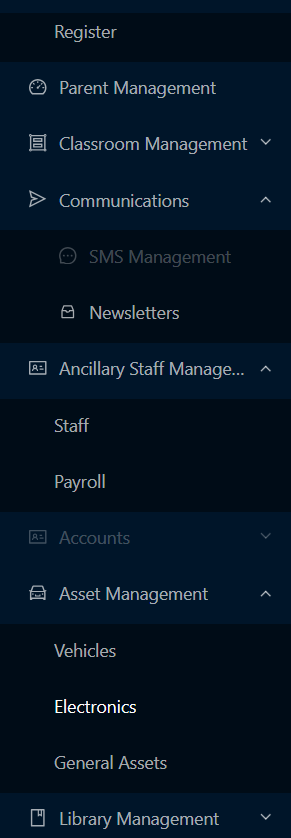 Register
Parent Management
Classroom Management
Communications
SMS Management
Newsletters
Ancillary Staff Manage...
Staff
Payroll
Accounts
Asset Management
Vehicles
Electronics
General Assets
Library Management